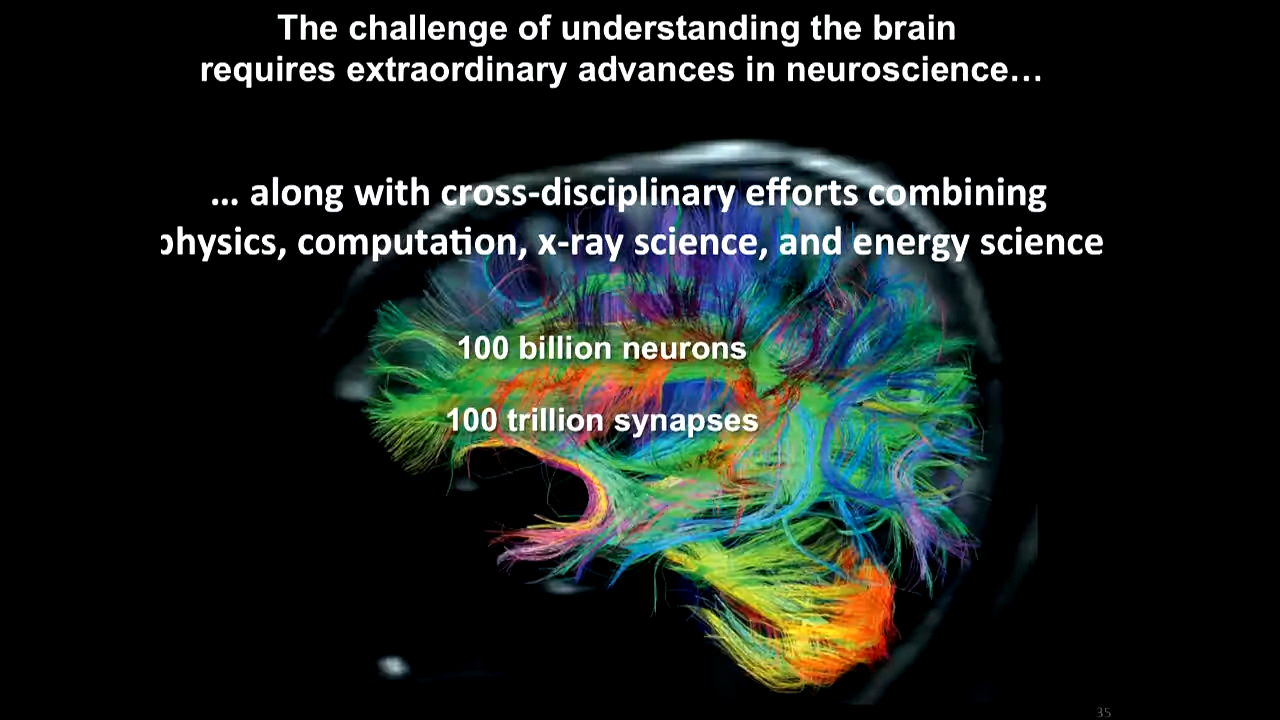 The challenge of understanding the brain
requires extraordinary advances in neuroscience…
… along with cross-disciplinary efforts combining
physics, computation, x-ray science, and energy science
100 billion neurons
100 trillion synapses
35